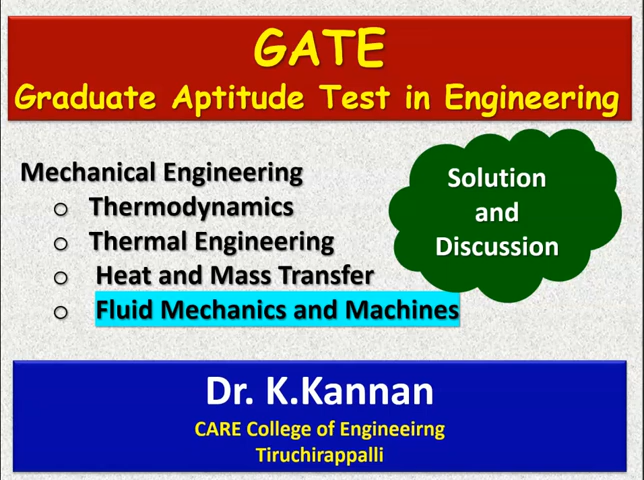 GATE
Graduate Aptitude Test in Engineering
Mechanical Engineering
o Thermodynamics
o Thermal Engineering
o Heat and Mass Transfer
o Fluid Mechanics and Machines
Solution
and
Discussion
Dr. K.Kannan
CARE College of Engineeirng
Tiruchirappalli